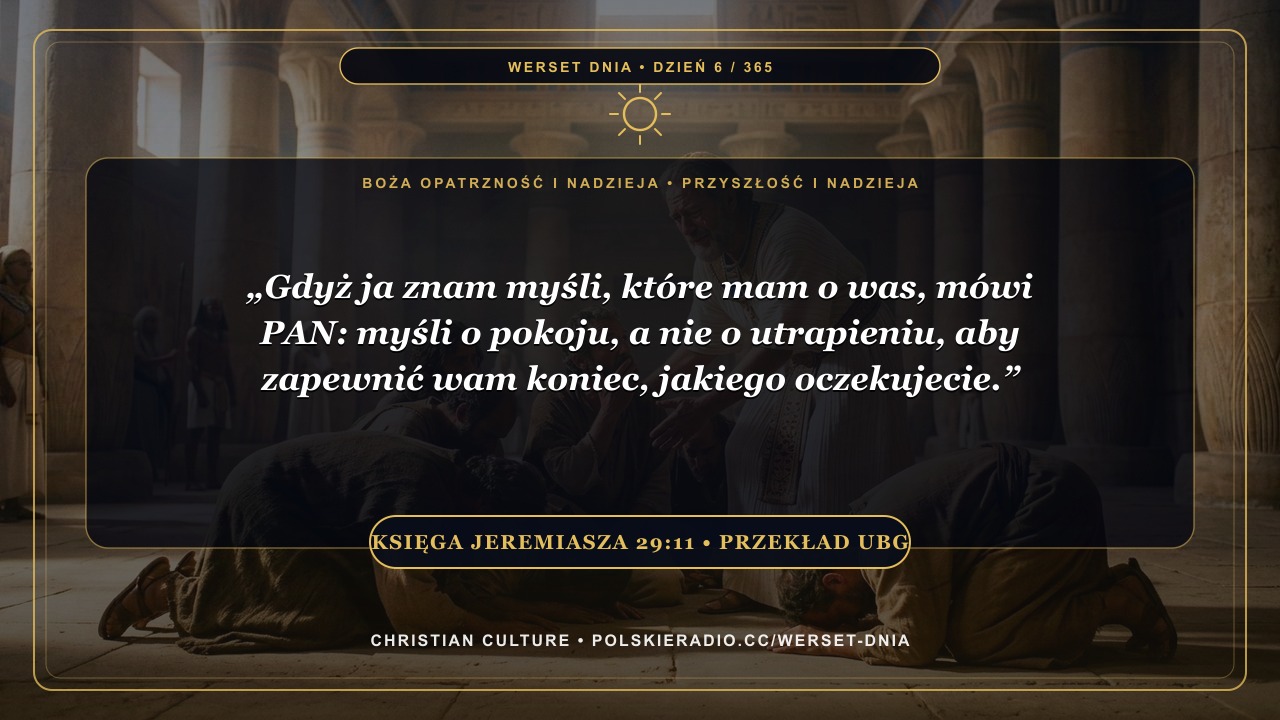 WERSET DNIA • DZIEŃ 6 / 365
BOŻA OPATRZNOŚĆ I NADZIEJA • PRZYSZŁOŚĆ I NADZIEJA
„Gdyż ja znam myśli, które mam o was, mówi
PAN: myśli o pokoju, a nie o utrapieniu, aby
zapewnić wam koniec, jakiego oczekujecie.”
KSIĘGA JEREMIASZA 29:11 • PRZEKŁAD UBG
CHRISTIAN CULTURE • POLSKIERADIO.CC/WERSET-DNIA